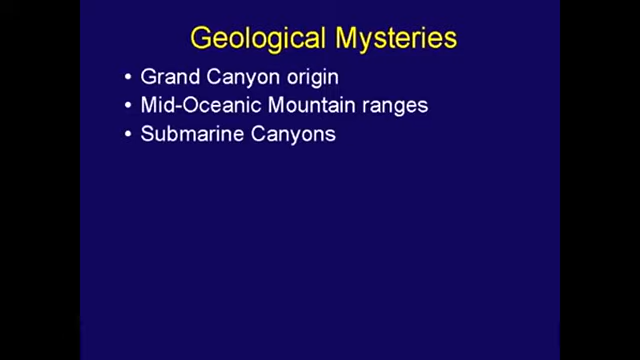 Geological Mysteries
• Grand Canyon origin
• Mid-Oceanic Mountain ranges
• Submarine Canyons